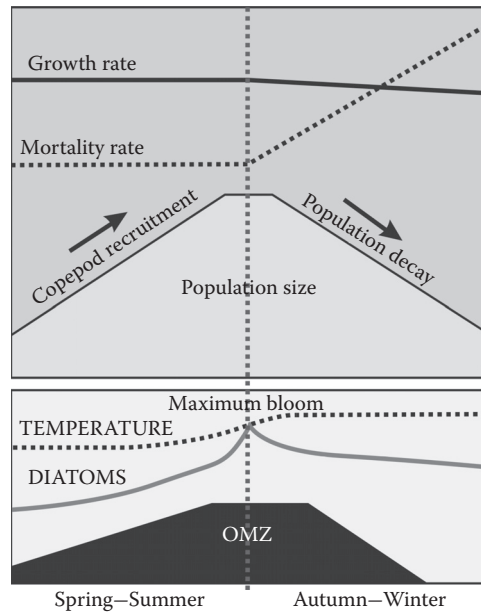 Growth rate
Mortality rate
Copepod recruitment
Population decay
Population size
Maximum bloom
TEMPERATURE
DIATOMS
OMZ
Spring–Summer
Autumn–Winter